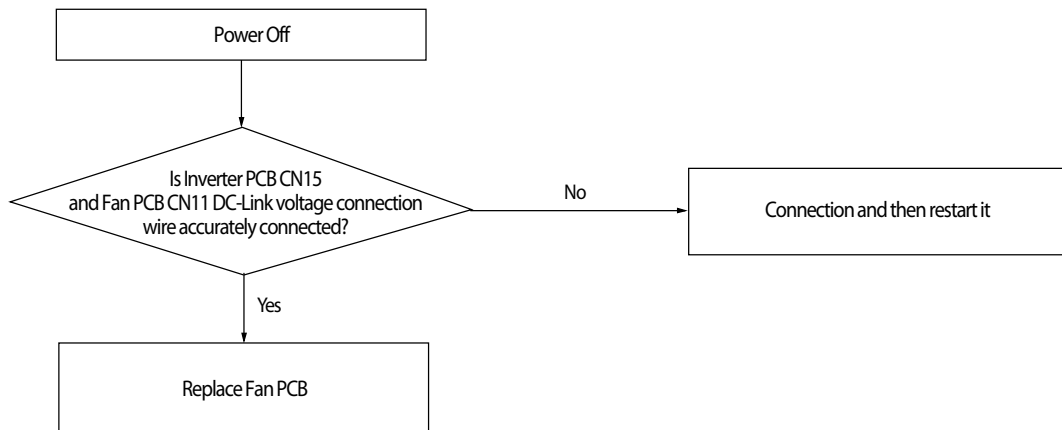 Power Off
Is Inverter PCB CN15
and Fan PCB CN11 DC-Link voltage connection
wire accurately connected?
No
Connection and then restart it
Yes
Replace Fan PCB